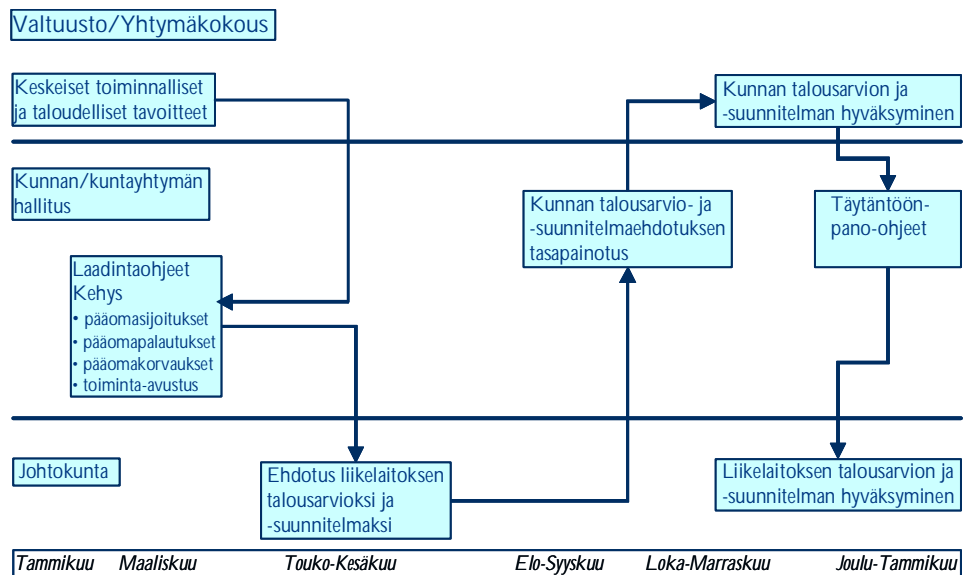 Valtuusto/Yhtymäkokous
Keskeiset toiminnalliset
ja taloudelliset tavoitteet
Kunnan talousarvion ja
-suunnitelman hyväksyminen
Kunnan/kuntayhtymän
hallitus
Kunnan talousarvio- ja
-suunnitelmaehdotuksen
tasapainotus
Täytäntöön-
pano-ohjeet
Laadintaohjeet
Kehys
• pääomasijoitukset
• pääomapalautukset
• pääomakorvaukset
• toiminta-avustus
Johtokunta
Ehdotus liikelaitoksen
talousarvioksi ja
-suunnitelmaksi
Liikelaitoksen talousarvion ja
-suunnitelman hyväksyminen
Tammikuu Maaliskuu Touko-Kesäkuu Elo-Syyskuu Loka-Marraskuu Joulu-Tammikuu